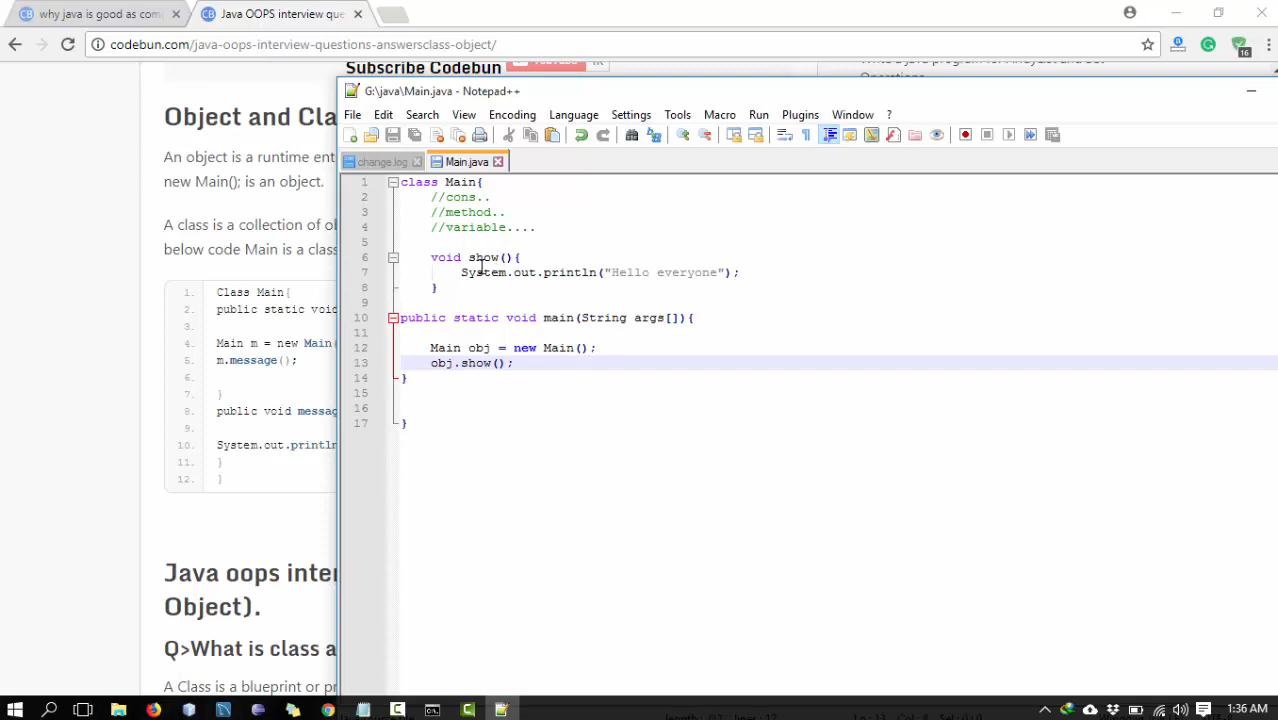 why java is good as com
Java OOPS interview que
codebun.com/java-oops-interview-questions-answersclass-object/
16
Subscribe Codebun
YouTube
1K
Operations
Object and Cla
An object is a runtime ent
new Main(); is an object.
A class is a collection of ob
below code Main is a class
1. Class Main{
2. public static void
3.
4. Main m = new Main(
5. m.message();
6.
7. }
8. public void messag
9.
10. System.out.println
11. }
12. ]
Java oops inter
Object).
Q>What is class a
A Class is a blueprint or pr
G:\java\Main.java - Notepad++
File Edit Search View Encoding Language Settings Tools Macro Run Plugins Window ?
change.log Main.java
1 class Main{
2 //cons..
3 //method..
4 //variable....
5
6 void show(){
7 System.out.println("Hello everyone");
8 }
9
10 public static void main(String args[]){
11
12 Main obj = new Main();
13 obj.show();
14 }
15
16
17 }
1:36 AM